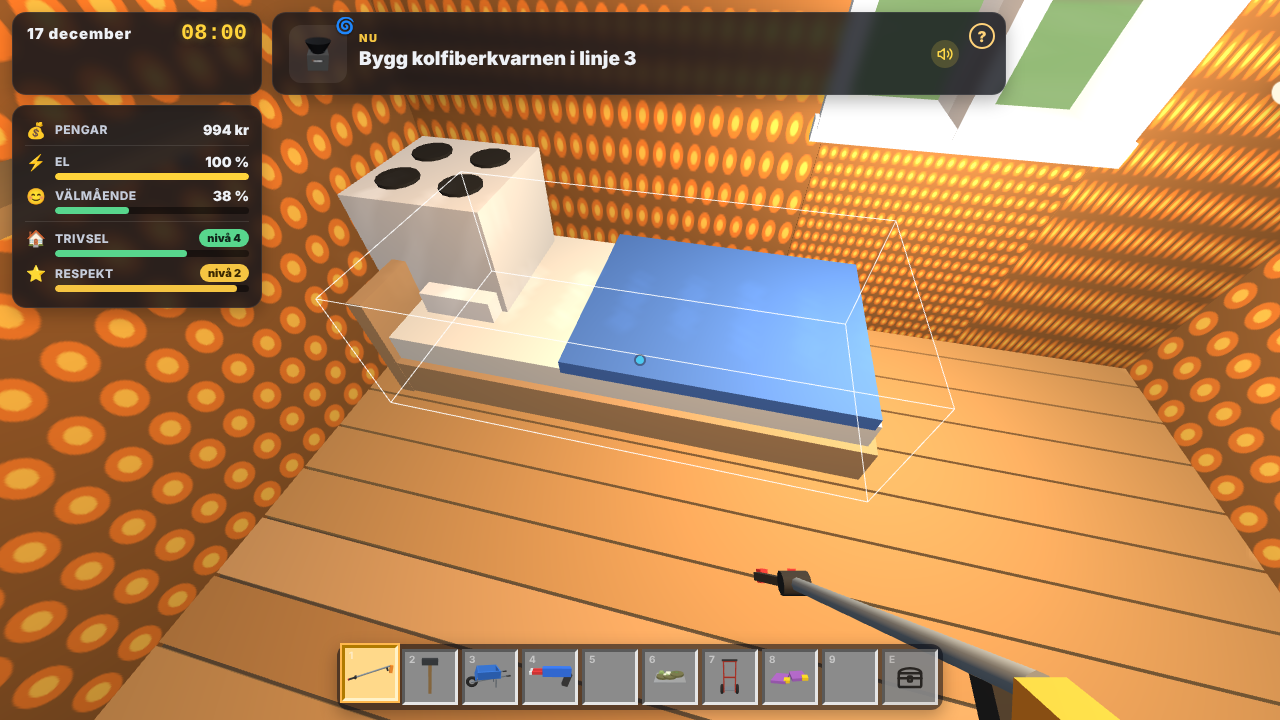 17 december
08:00
NU
Bygg kolfiberkvarnen i linje 3
?
PENGAR
994 kr
EL
100 %
VÄLMÅENDE
38 %
TRIVSEL
nivå 4
RESPEKT
nivå 2
1
2
3
4
5
6
7
8
9
E